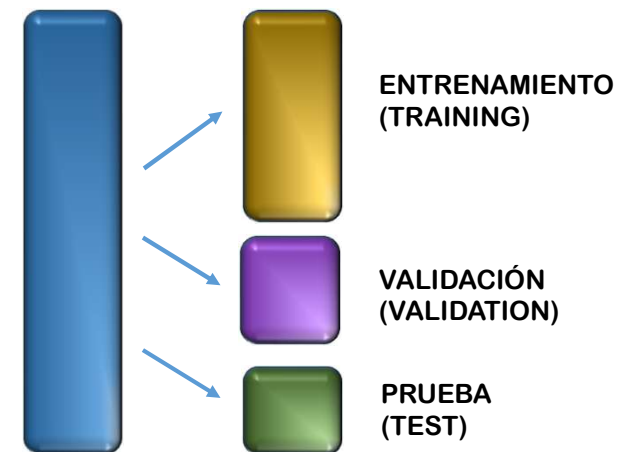 ENTRENAMIENTO
(TRAINING)
VALIDACIÓN
(VALIDATION)
PRUEBA
(TEST)